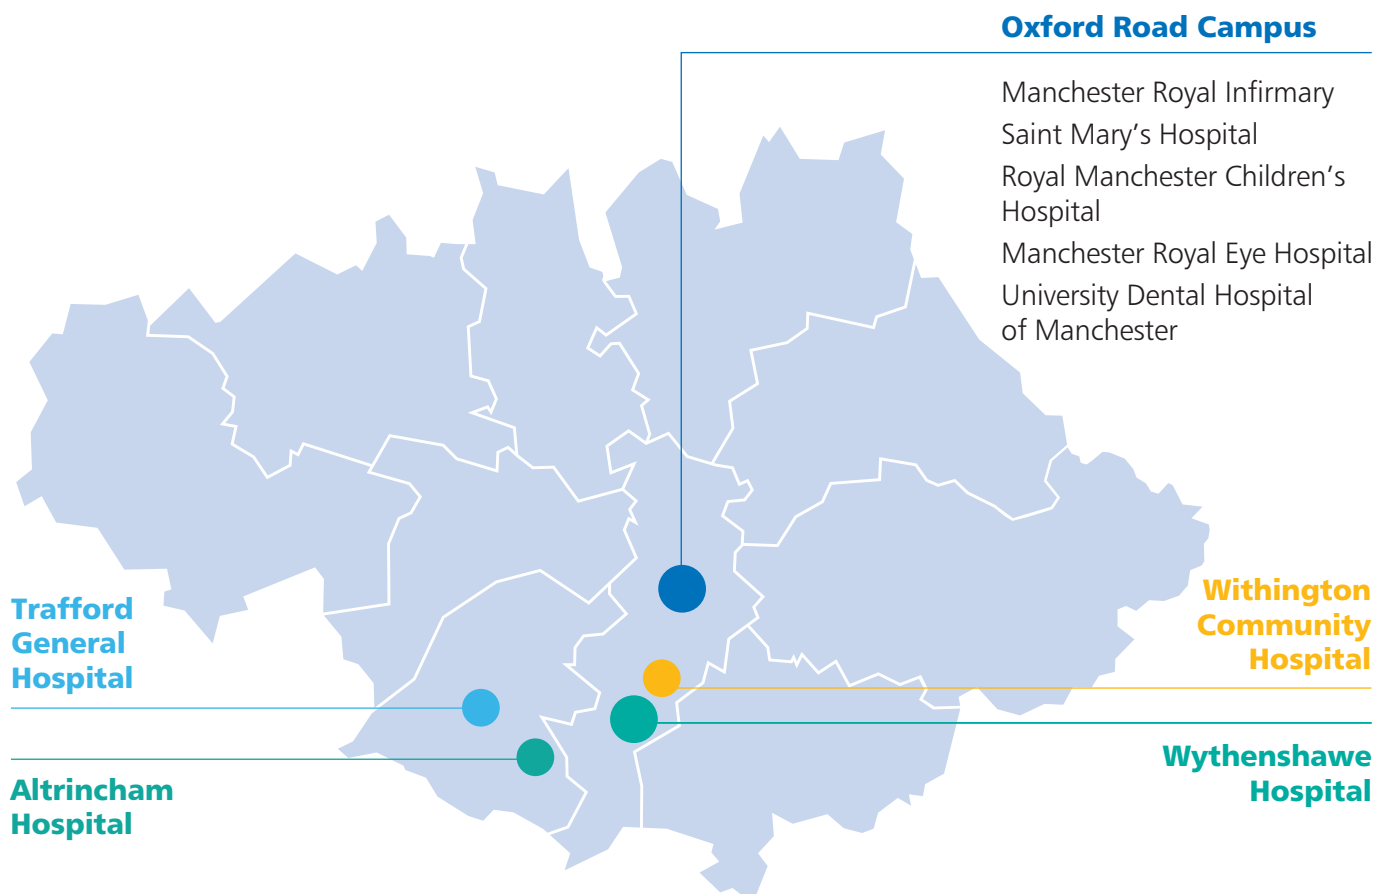 Oxford Road Campus
Manchester Royal Infirmary
Saint Mary's Hospital
Royal Manchester Children's
Hospital
Manchester Royal Eye Hospital
University Dental Hospital
of Manchester
Trafford
General
Hospital
Altrincham
Hospital
Withington
Community
Hospital
Wythenshawe
Hospital